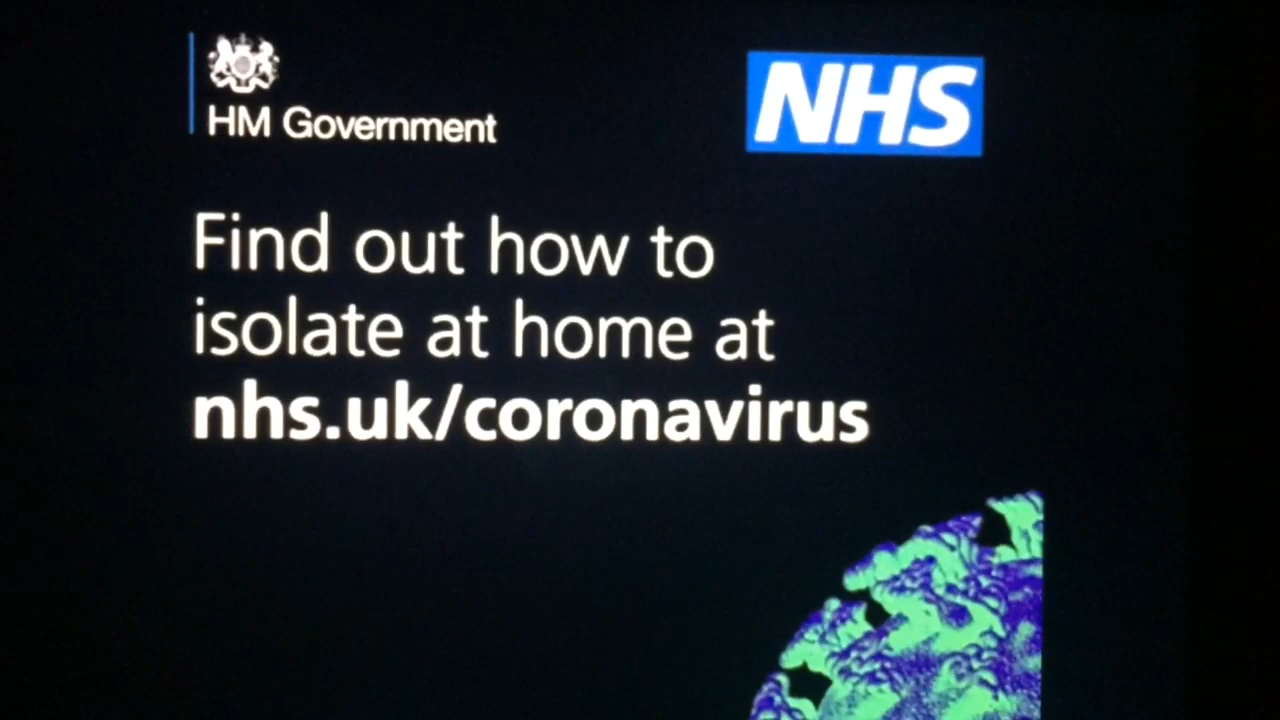 HM Government
NHS
Find out how to
isolate at home at
nhs.uk/coronavirus